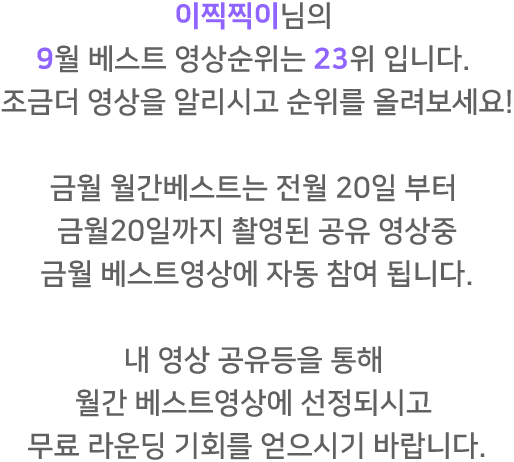 이찍찍이님의
9월 베스트 영상순위는 23위 입니다.
조금더 영상을 알리시고 순위를 올려보세요!
금월 월간베스트는 전월 20일 부터
금월20일까지 촬영된 공유 영상중
금월 베스트영상에 자동 참여 됩니다.
내 영상 공유등을 통해
월간 베스트영상에 선정되시고
무료 라운딩 기회를 얻으시기 바랍니다.